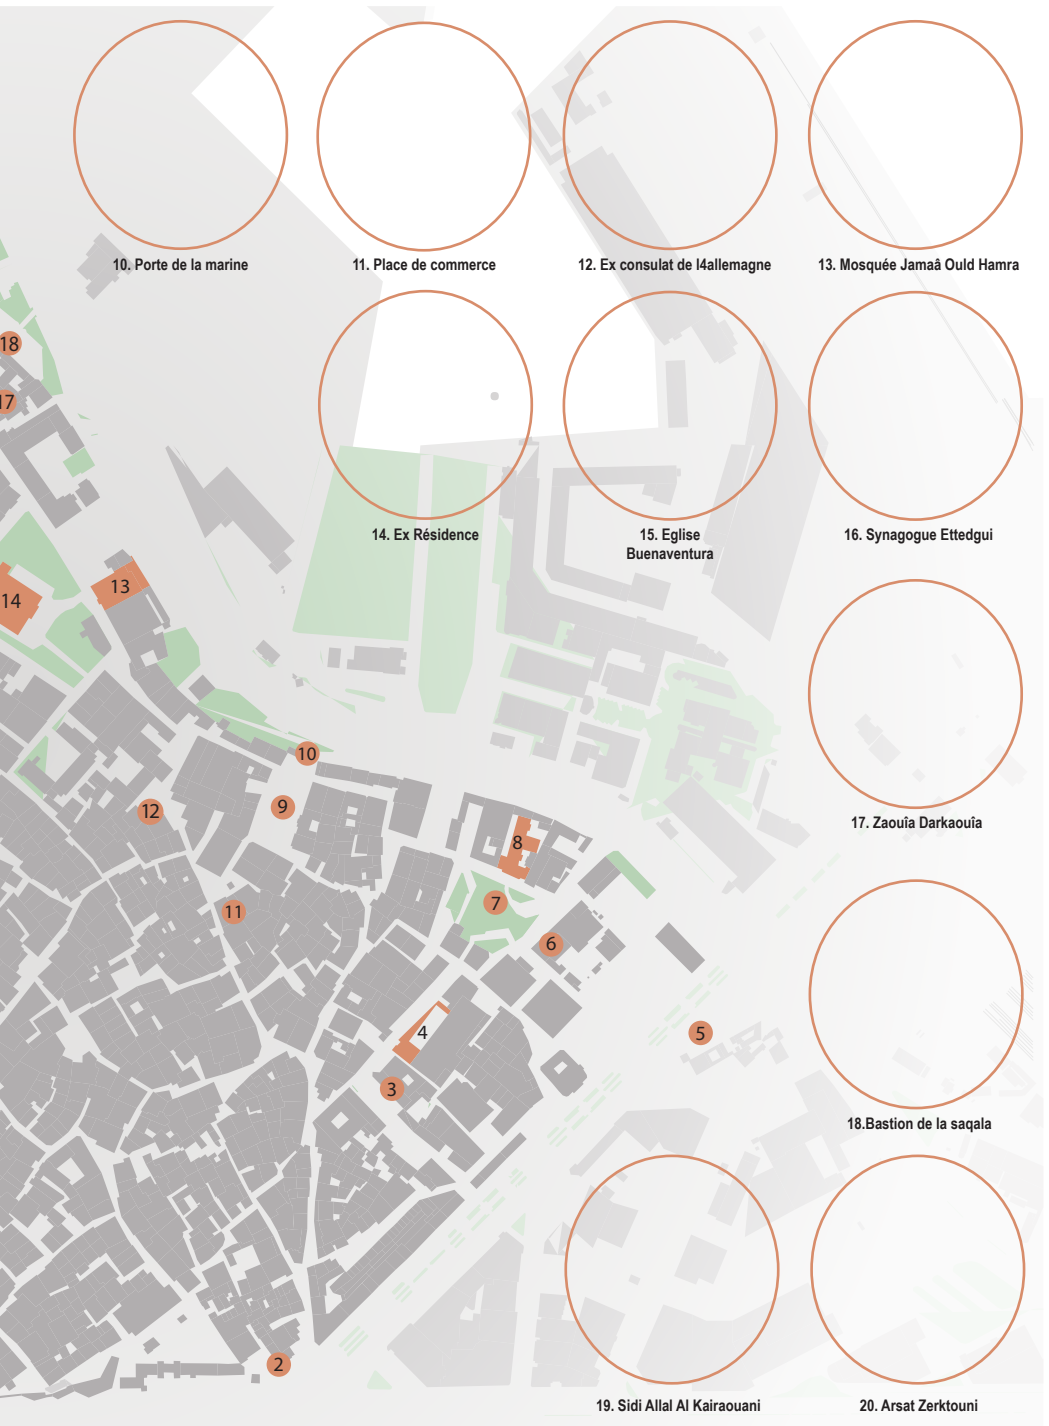 10. Porte de la marine
11. Place de commerce
12. Ex consulat de l4allemagne
13. Mosquée Jamaâ Ould Hamra
18
17
14. Ex Résidence
15. Eglise
Buenaventura
16. Synagogue Ettedgui
13
14
10
9
12
8
17. Zaouîa Darkaouîa
7
11
6
4
5
3
18.Bastion de la saqala
2
19. Sidi Allal Al Kairaouani
20. Arsat Zerktouni